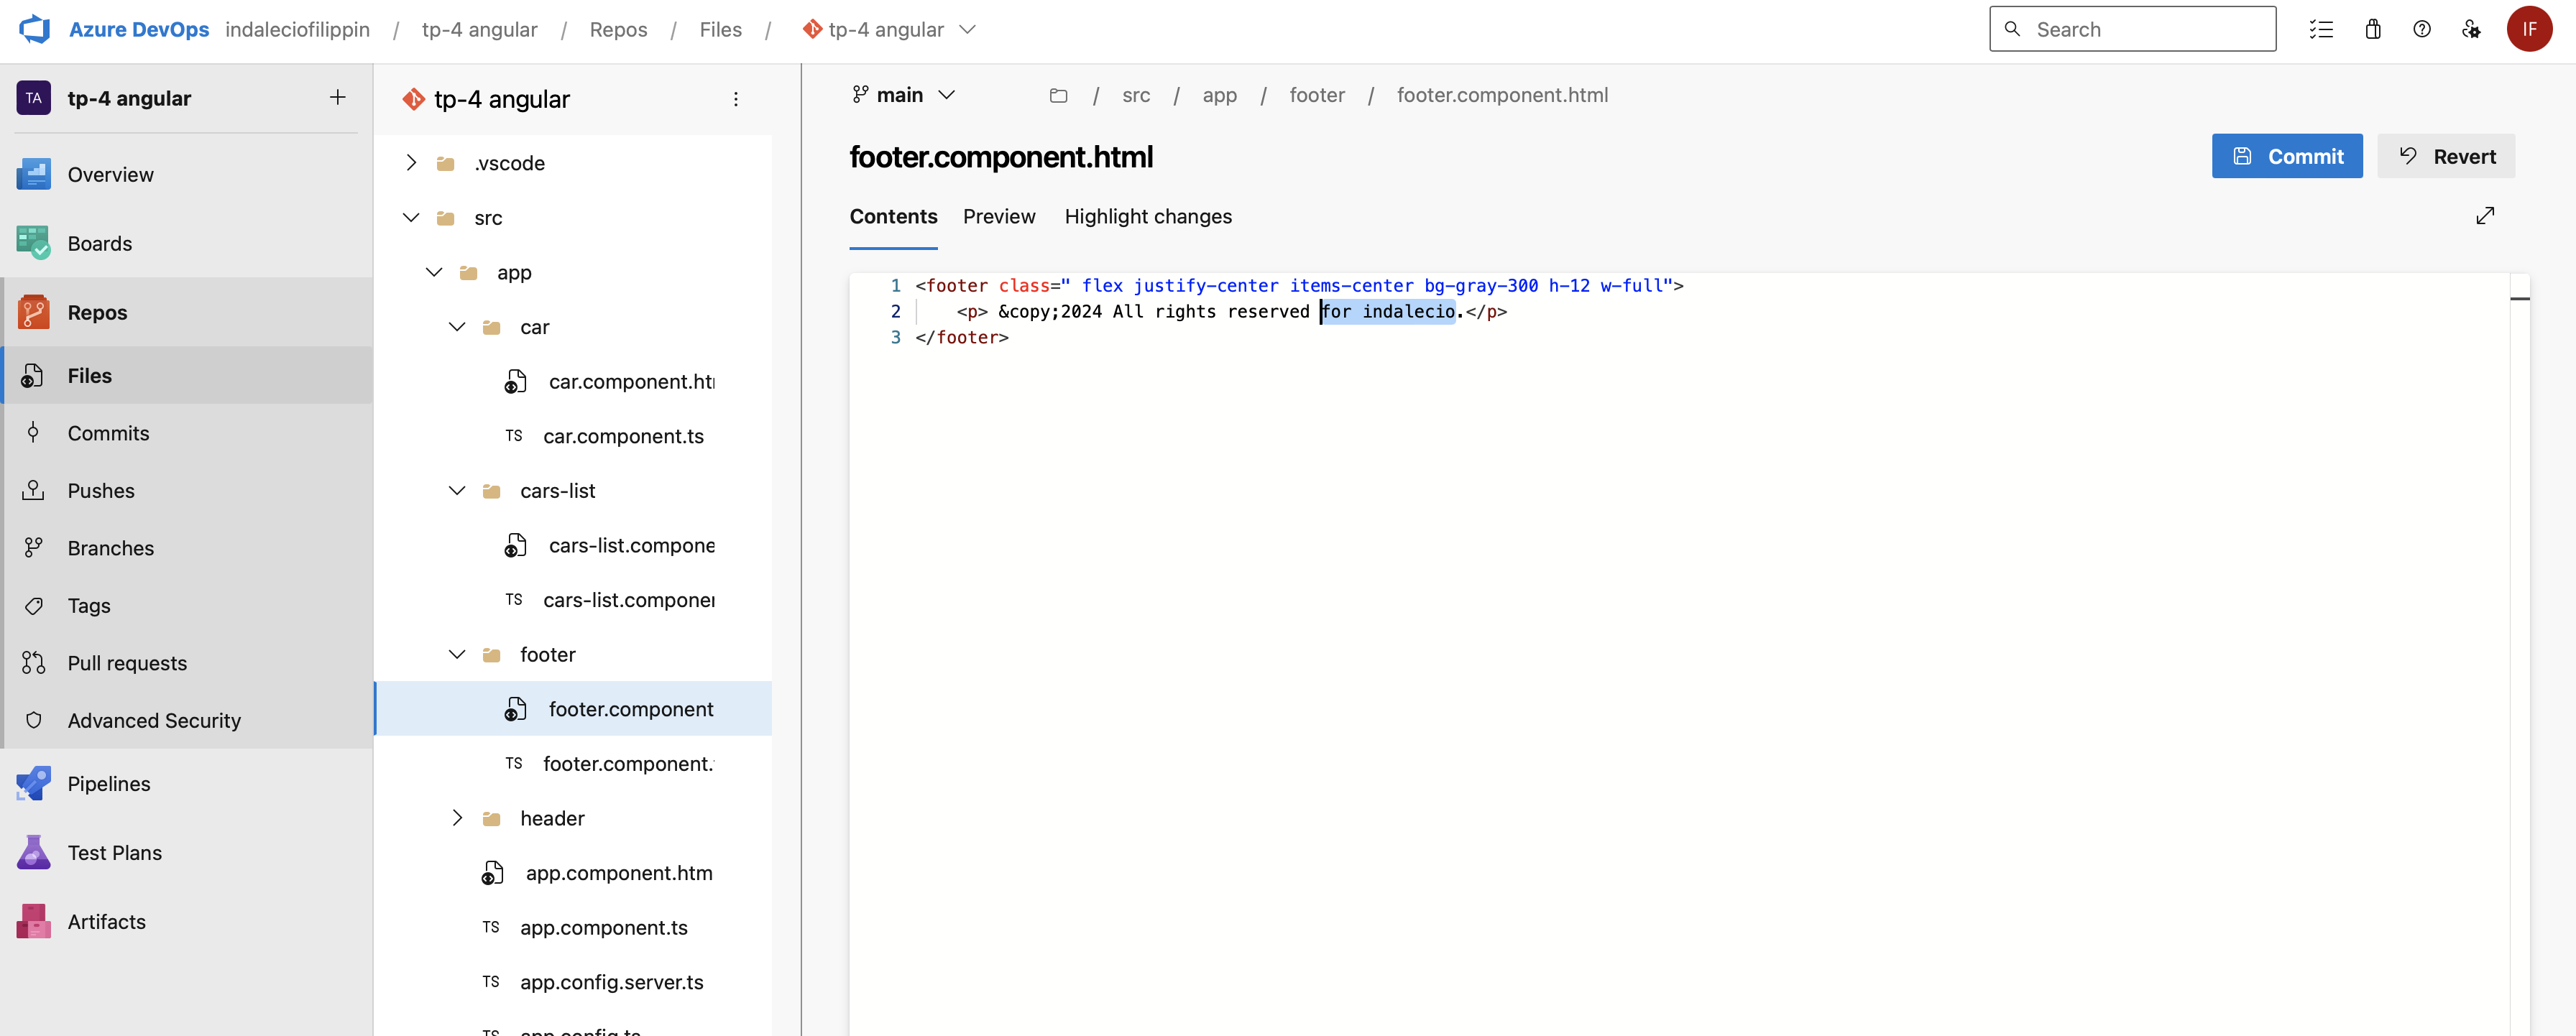 Azure DevOps indaleciofilippin / tp-4 angular / Repos / Files / tp-4 angular
Search
IF
TA tp-4 angular
Overview
Boards
Repos
Files
Commits
Pushes
Branches
Tags
Pull requests
Advanced Security
Pipelines
Test Plans
Artifacts
tp-4 angular
.vscode
src
app
car
car.component.htm
TS car.component.ts
cars-list
cars-list.compone
TS cars-list.componen
footer
footer.component
TS footer.component.
header
app.component.htm
TS app.component.ts
TS app.config.server.ts
TS app.config.ts
main / src / app / footer / footer.component.html
footer.component.html
Commit
Revert
Contents Preview Highlight changes
1 <footer class=" flex justify-center items-center bg-gray-300 h-12 w-full">
2 <p> &copy;2024 All rights reserved for indalecio.</p>
3 </footer>